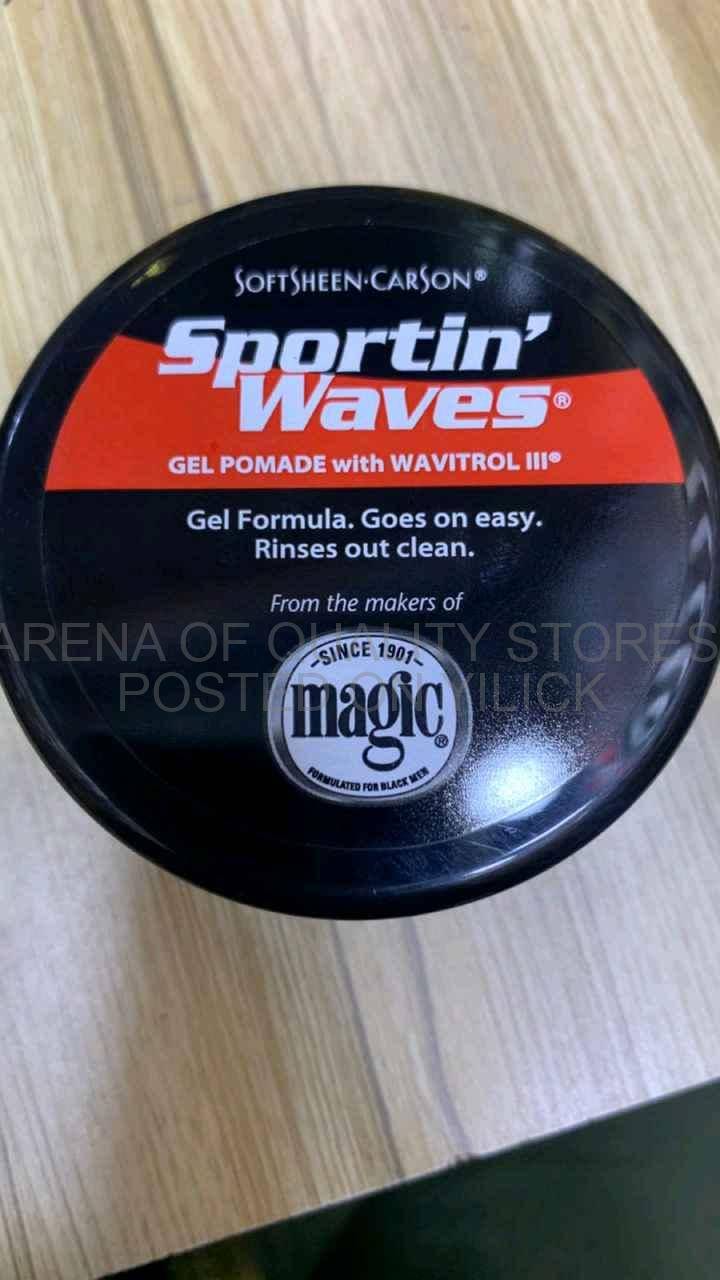 SOFTSHEEN·CARSON®
Sportin'
Waves®
GEL POMADE with WAVITROL III®
Gel Formula. Goes on easy.
Rinses out clean.
From the makers of
ARENA OF QUALITY STORES
POSTED ON YILICK
-SINCE 1901-
magic®
FORMULATED FOR BLACK MEN